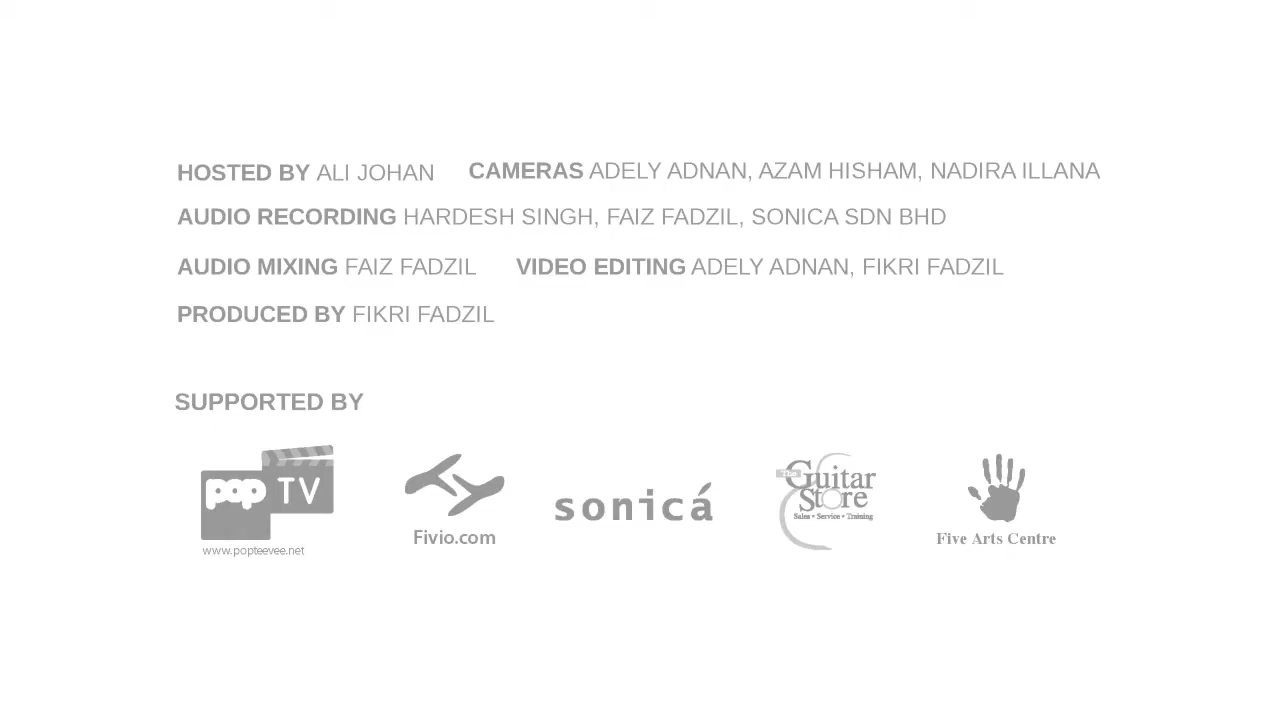 HOSTED BY ALI JOHAN CAMERAS ADELY ADNAN, AZAM HISHAM, NADIRA ILLANA
AUDIO RECORDING HARDESH SINGH, FAIZ FADZIL, SONICA SDN BHD
AUDIO MIXING FAIZ FADZIL VIDEO EDITING ADELY ADNAN, FIKRI FADZIL
PRODUCED BY FIKRI FADZIL
SUPPORTED BY
pop TV
www.popteevee.net
Fivio.com
sonicá
The Guitar Store
Sales • Service • Training
Five Arts Centre